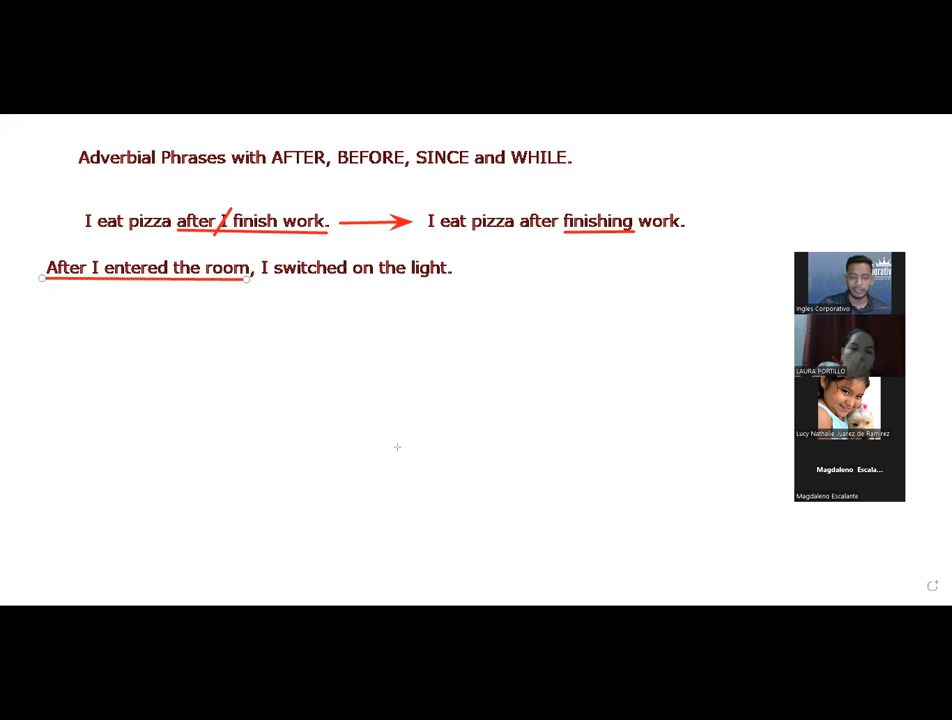 Adverbial Phrases with AFTER, BEFORE, SINCE and WHILE.
I eat pizza after I finish work. I eat pizza after finishing work.
After I entered the room, I switched on the light.
Ingles Corporativo
LAURA PORTILLO
Lucy Nathalie Juarez de Ramirez
Magdaleno Escala...
Magdaleno Escalante